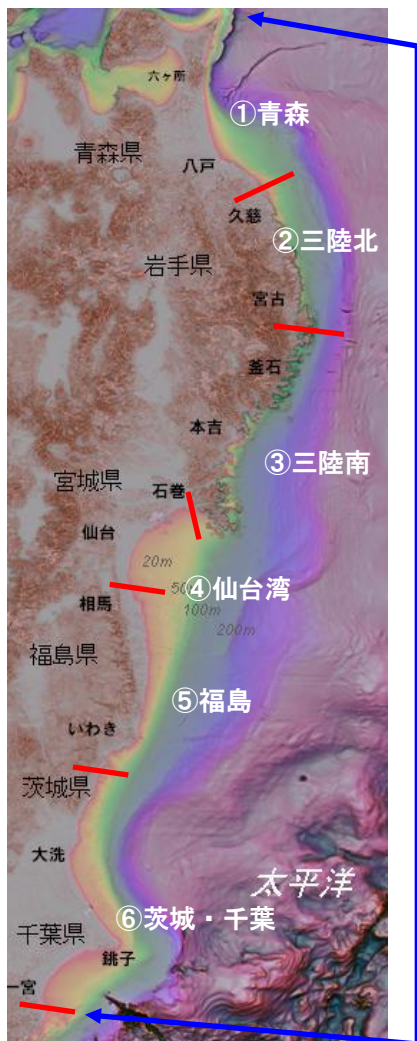 六ヶ所
①青森
青森県
八戸
久慈
②三陸北
岩手県
宮古
釜石
本吉
③三陸南
宮城県
石巻
仙台
20m
50m
④仙台湾
相馬
100m
200m
福島県
⑤福島
いわき
茨城県
大洗
太平洋
⑥茨城・千葉
千葉県
銚子
一宮